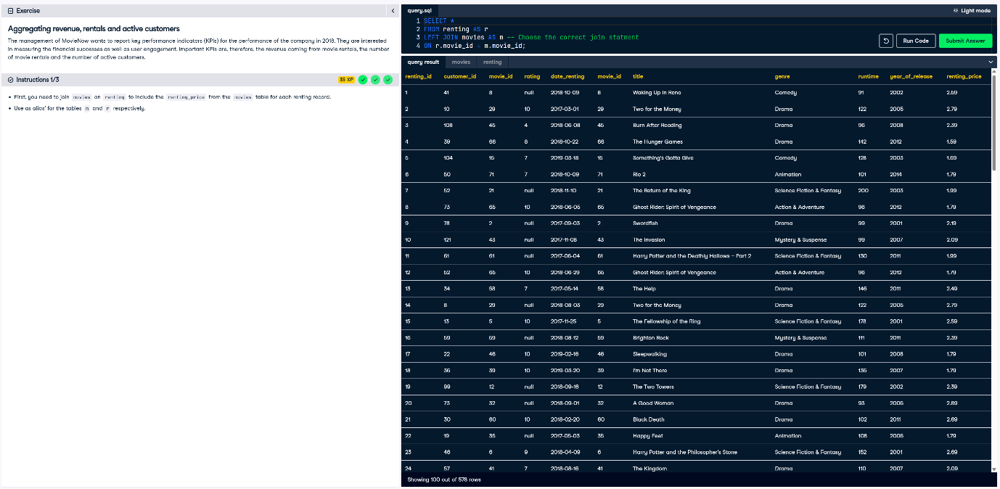 Exercise
Aggregating revenue, rentals and active customers
The management of MovieNow wants to report key performance indicators (KPIs) for the performance of the company in 2018. They are interested
in measuring the financial successes as well as user engagement. Important KPIs are, therefore, the revenue coming from movie rentals, the number
of movie rentals and the number of active customers.
Instructions 1/3
35 XP
First, you need to join movies on renting to include the renting_price from the movies table for each renting record.
Use as alias' for the tables m and r respectively.
query.sql
Light mode
1 SELECT *
2 FROM renting AS r
3 LEFT JOIN movies AS m -- Choose the correct join statment
4 ON r.movie_id = m.movie_id;
Run Code
Submit Answer
query result movies renting
renting_id customer_id movie_id rating date_renting movie_id title genre runtime year_of_release renting_price
1 41 8 null 2018-10-09 8 Waking Up in Reno Comedy 91 2002 2.59
2 10 29 10 2017-03-01 29 Two for the Money Drama 122 2005 2.79
3 108 45 4 2018-06-08 45 Burn After Reading Drama 96 2008 2.39
4 39 66 8 2018-10-22 66 The Hunger Games Drama 142 2012 1.59
5 104 15 7 2019-03-18 15 Something's Gotta Give Comedy 128 2003 1.69
6 50 71 7 2018-10-09 71 Rio 2 Animation 101 2014 1.79
7 52 21 null 2018-11-10 21 The Return of the King Science Fiction & Fantasy 200 2003 1.99
8 73 65 10 2018-06-05 65 Ghost Rider: Spirit of Vengeance Action & Adventure 96 2012 1.79
9 78 2 null 2017-09-03 2 Swordfish Drama 99 2001 2.19
10 121 43 null 2017-11-08 43 The Invasion Mystery & Suspense 99 2007 2.09
11 61 61 null 2017-06-04 61 Harry Potter and the Deathly Hallows – Part 2 Science Fiction & Fantasy 130 2011 1.99
12 52 65 10 2018-06-29 65 Ghost Rider: Spirit of Vengeance Action & Adventure 96 2012 1.79
13 34 58 7 2017-05-14 58 The Help Drama 146 2011 2.49
14 8 29 null 2018-08-03 29 Two for the Money Drama 122 2005 2.79
15 13 5 10 2017-11-25 5 The Fellowship of the Ring Science Fiction & Fantasy 178 2001 2.59
16 59 59 null 2018-08-12 59 Brighton Rock Mystery & Suspense 111 2011 2.39
17 22 46 10 2019-02-16 46 Sleepwalking Drama 101 2008 1.79
18 36 39 10 2019-03-20 39 I'm Not There Drama 135 2007 1.79
19 99 12 null 2018-09-16 12 The Two Towers Science Fiction & Fantasy 179 2002 2.39
20 73 32 null 2018-09-01 32 A Good Woman Drama 93 2006 2.89
21 30 60 10 2018-02-20 60 Black Death Drama 102 2011 2.69
22 19 35 null 2017-05-03 35 Happy Feet Animation 108 2006 1.79
23 46 6 9 2018-04-09 6 Harry Potter and the Philosopher's Stone Science Fiction & Fantasy 152 2001 2.69
24 57 41 7 2018-08-16 41 The Kingdom Drama 110 2007 2.09
Showing 100 out of 578 rows